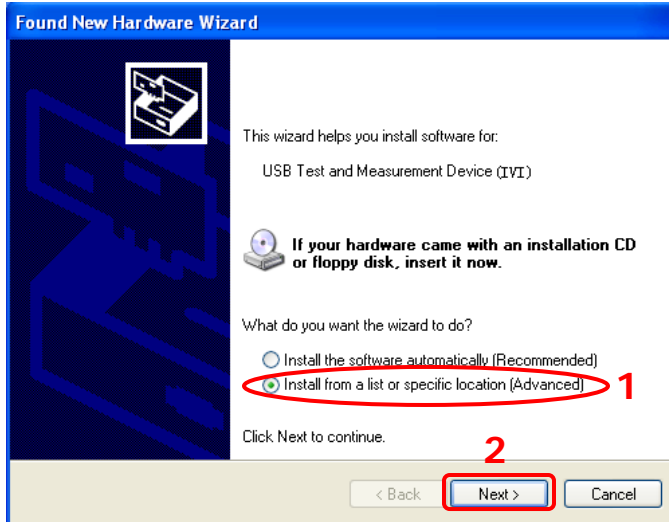 Found New Hardware Wizard
This wizard helps you install software for:
USB Test and Measurement Device (IVI)
If your hardware came with an installation CD
or floppy disk, insert it now.
What do you want the wizard to do?
Install the software automatically (Recommended)
Install from a list or specific location (Advanced)
1
Click Next to continue.
2
< Back
Next >
Cancel